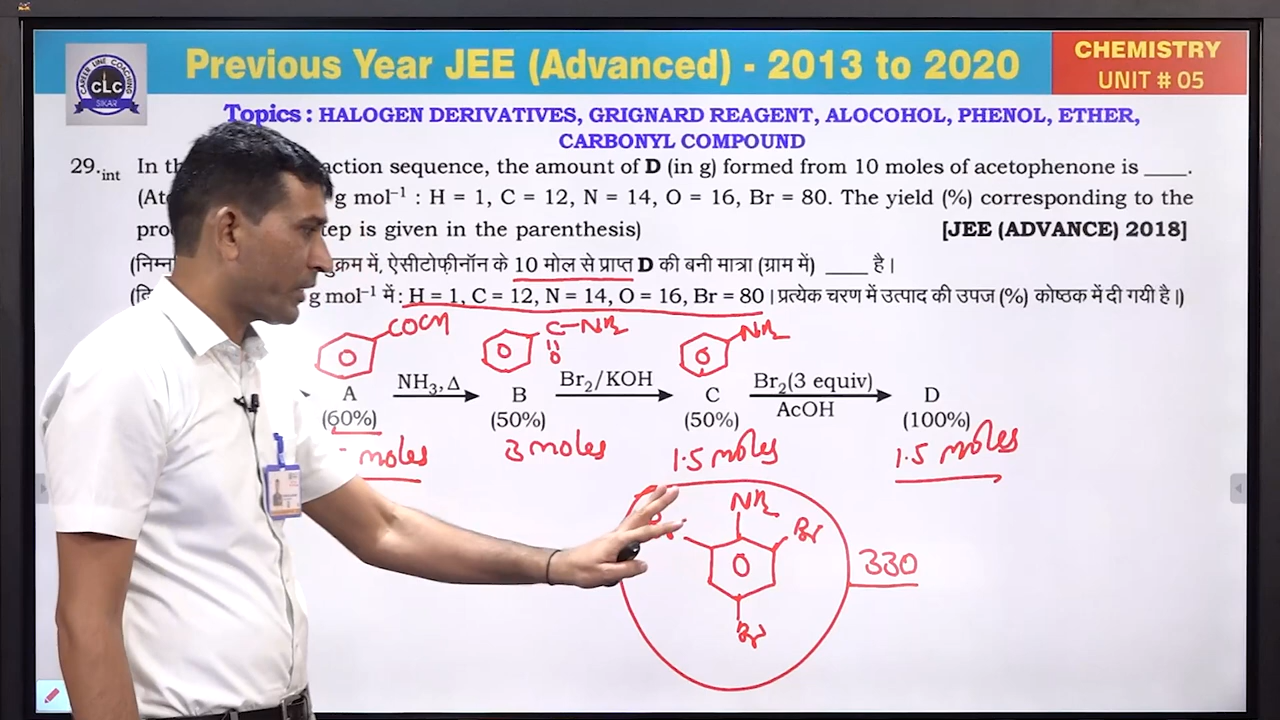 Previous Year JEE (Advanced) - 2013 to 2020
CHEMISTRY
UNIT # 05
CAREER LINE COACHING
CLC
SIKAR
Topics : HALOGEN DERIVATIVES, GRIGNARD REAGENT, ALOCOHOL, PHENOL, ETHER,
CARBONYL COMPOUND
29.int In action sequence, the amount of D (in g) formed from 10 moles of acetophenone is ____.
g mol⁻¹ : H = 1, C = 12, N = 14, O = 16, Br = 80. The yield (%) corresponding to the
is given in the parenthesis) [JEE (ADVANCE) 2018]
में, ऐसीटोफ़ीनॉन के 10 मोल से प्राप्त D की बनी मात्रा (ग्राम में) ____ है।
g mol⁻¹ में: H = 1, C = 12, N = 14, O = 16, Br = 80 । प्रत्येक चरण में उत्पाद की उपज (%) कोष्ठक में दी गयी है।)
O COOH O C–NH2 O O NH2
A NH₃, Δ B Br₂/KOH C Br₂(3 equiv) AcOH D
(60%) (50%) (50%) (100%)
moles 3 moles 1.5 moles 1.5 moles
NH2
Br
O 330
Br